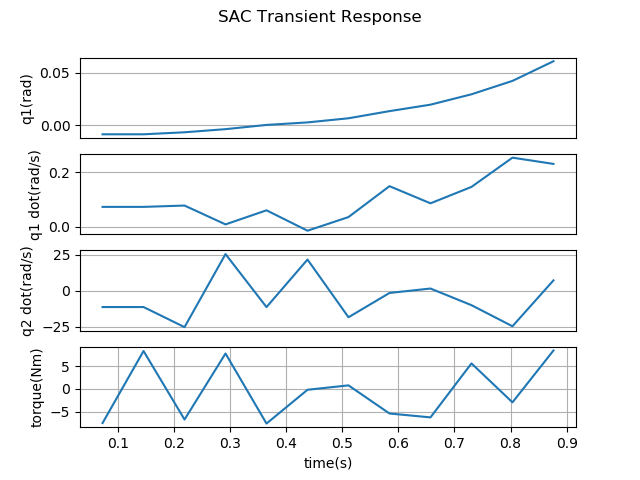 SAC Transient Response
q1(rad)
0.05
0.00
q1 dot(rad/s)
0.2
0.0
q2 dot(rad/s)
25
0
−25
torque(Nm)
5
0
−5
0.1 0.2 0.3 0.4 0.5 0.6 0.7 0.8 0.9
time(s)